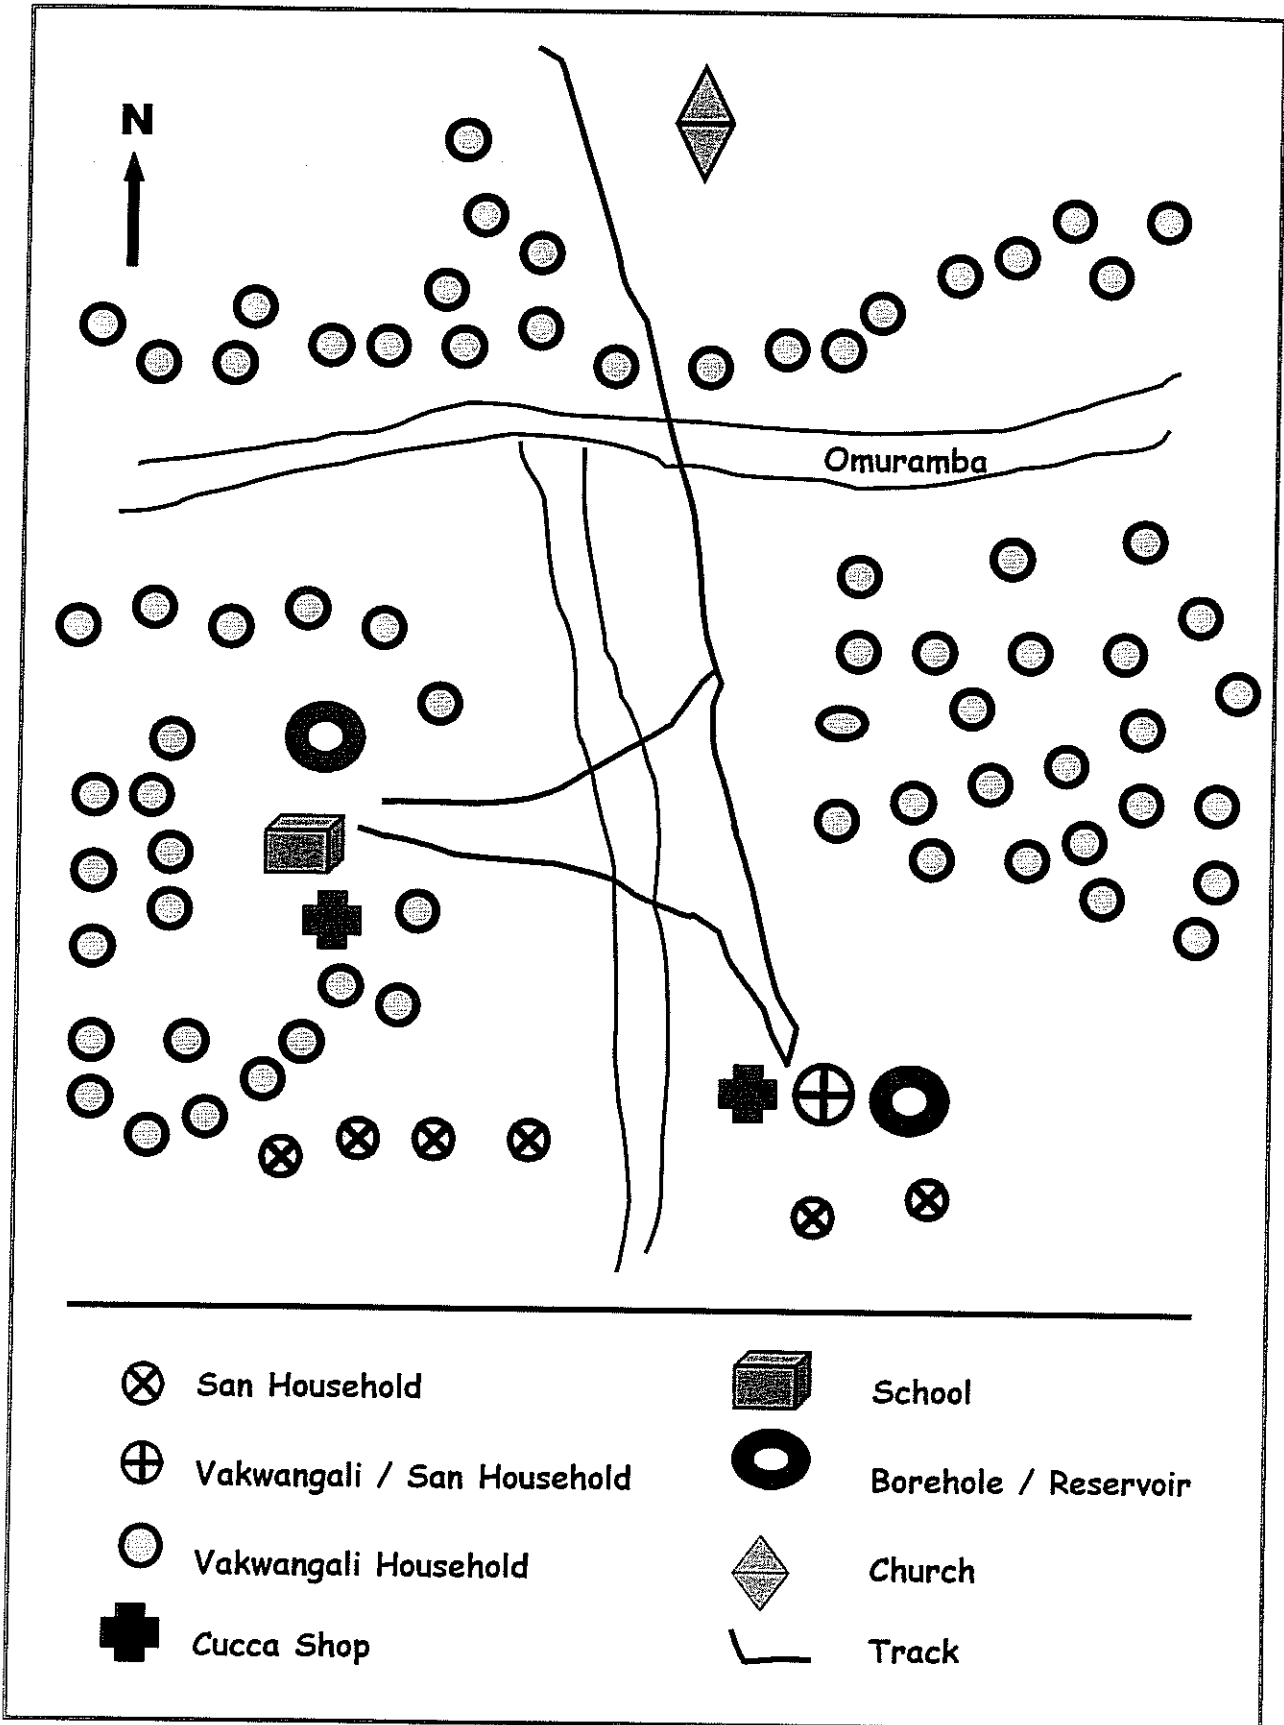 N
Omuramba
San Household
Vakwangali / San Household
Vakwangali Household
Cucca Shop
School
Borehole / Reservoir
Church
Track